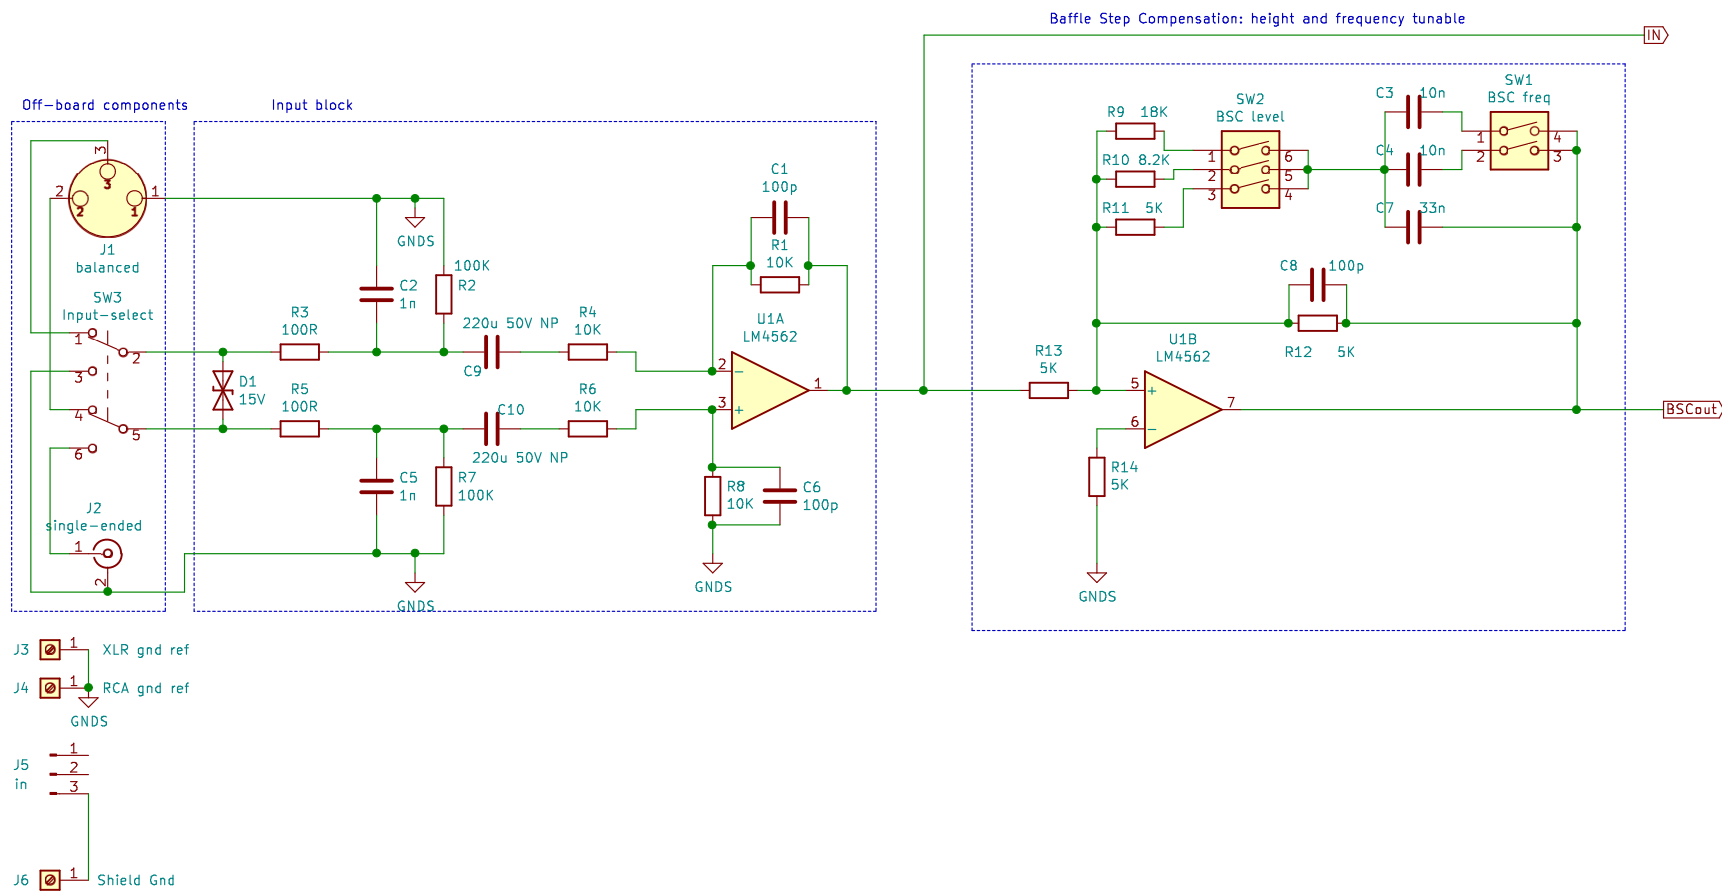 Baffle Step Compensation: height and frequency tunable
IN
Off-board components
Input block
3
2
1
3
2
1
J1
balanced
SW3
Input-select
1
2
3
4
5
6
J2
single-ended
1
2
D1
15V
R3
100R
R5
100R
C2
1n
100K
R2
GNDS
220u 50V NP
C9
C10
220u 50V NP
R4
10K
R6
10K
C5
1n
R7
100K
GNDS
C1
100p
R1
10K
U1A
LM4562
2
3
1
R8
10K
C6
100p
GNDS
R9 18K
R10 8.2K
R11 5K
SW2
BSC level
1
2
3
6
5
4
C3 10n
C4 10n
C7 33n
SW1
BSC freq
1
2
4
3
C8 100p
R12 5K
R13
5K
U1B
LM4562
5
6
7
R14
5K
GNDS
BSCout
J3 1 XLR gnd ref
J4 1 RCA gnd ref
GNDS
J5
in
1
2
3
J6 1 Shield Gnd